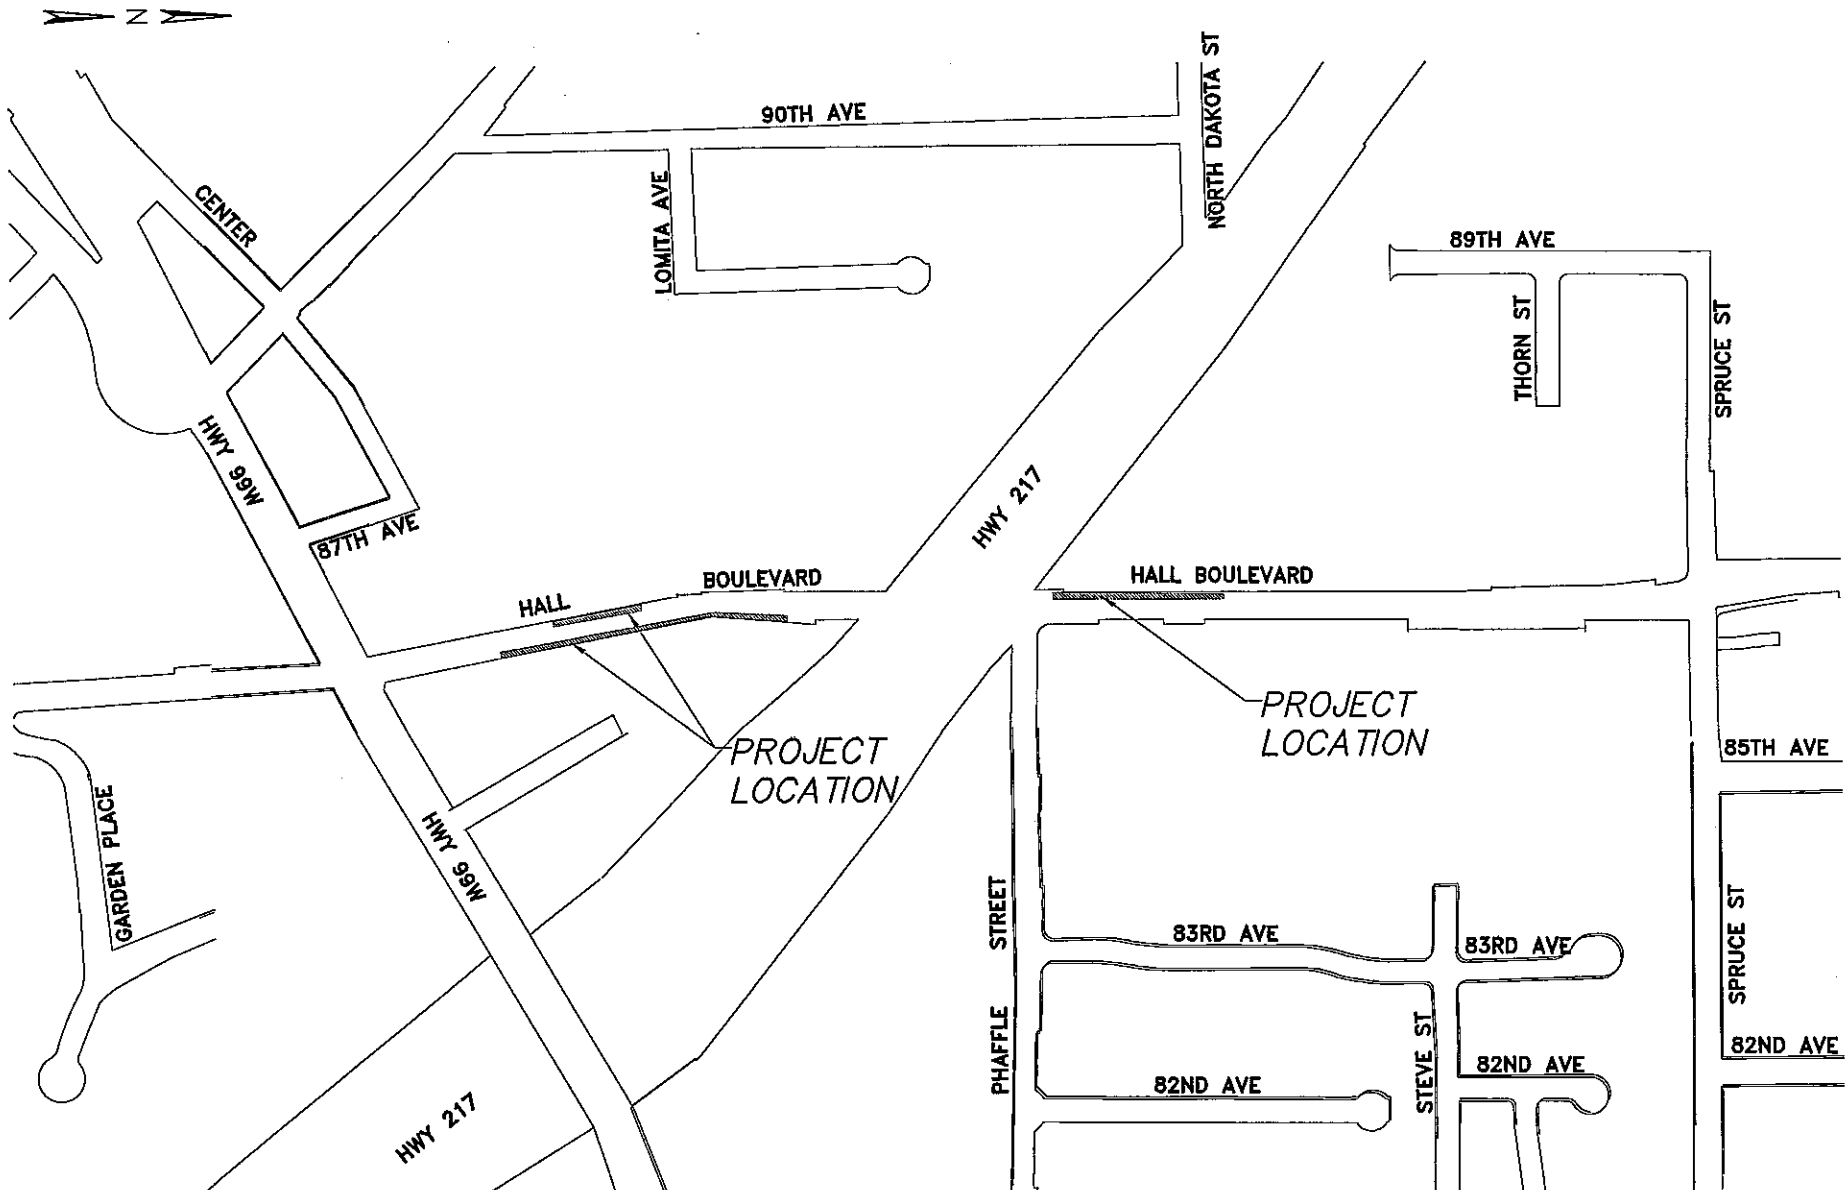 N
NORTH DAKOTA ST
90TH AVE
CENTER
LOMITA AVE
89TH AVE
THORN ST
SPRUCE ST
HWY 99W
HWY 217
87TH AVE
HALL
BOULEVARD
HALL BOULEVARD
PROJECT
LOCATION
PROJECT
LOCATION
85TH AVE
GARDEN PLACE
HWY 99W
PHAFFLE STREET
83RD AVE
83RD AVE
SPRUCE ST
STEVE ST
82ND AVE
82ND AVE
82ND AVE
HWY 217